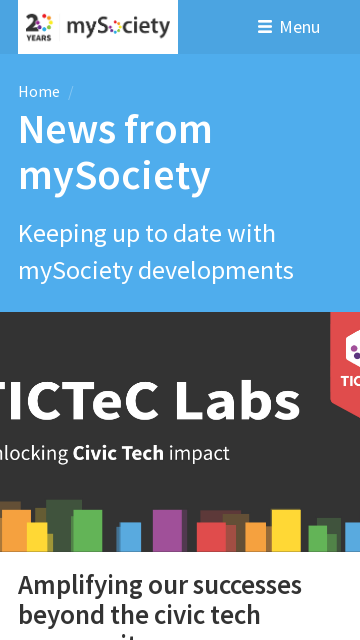 20 YEARS mySociety
Menu
Home /
News from
mySociety
Keeping up to date with
mySociety developments
TICTeC Labs
TIC
nlocking Civic Tech impact
Amplifying our successes
beyond the civic tech